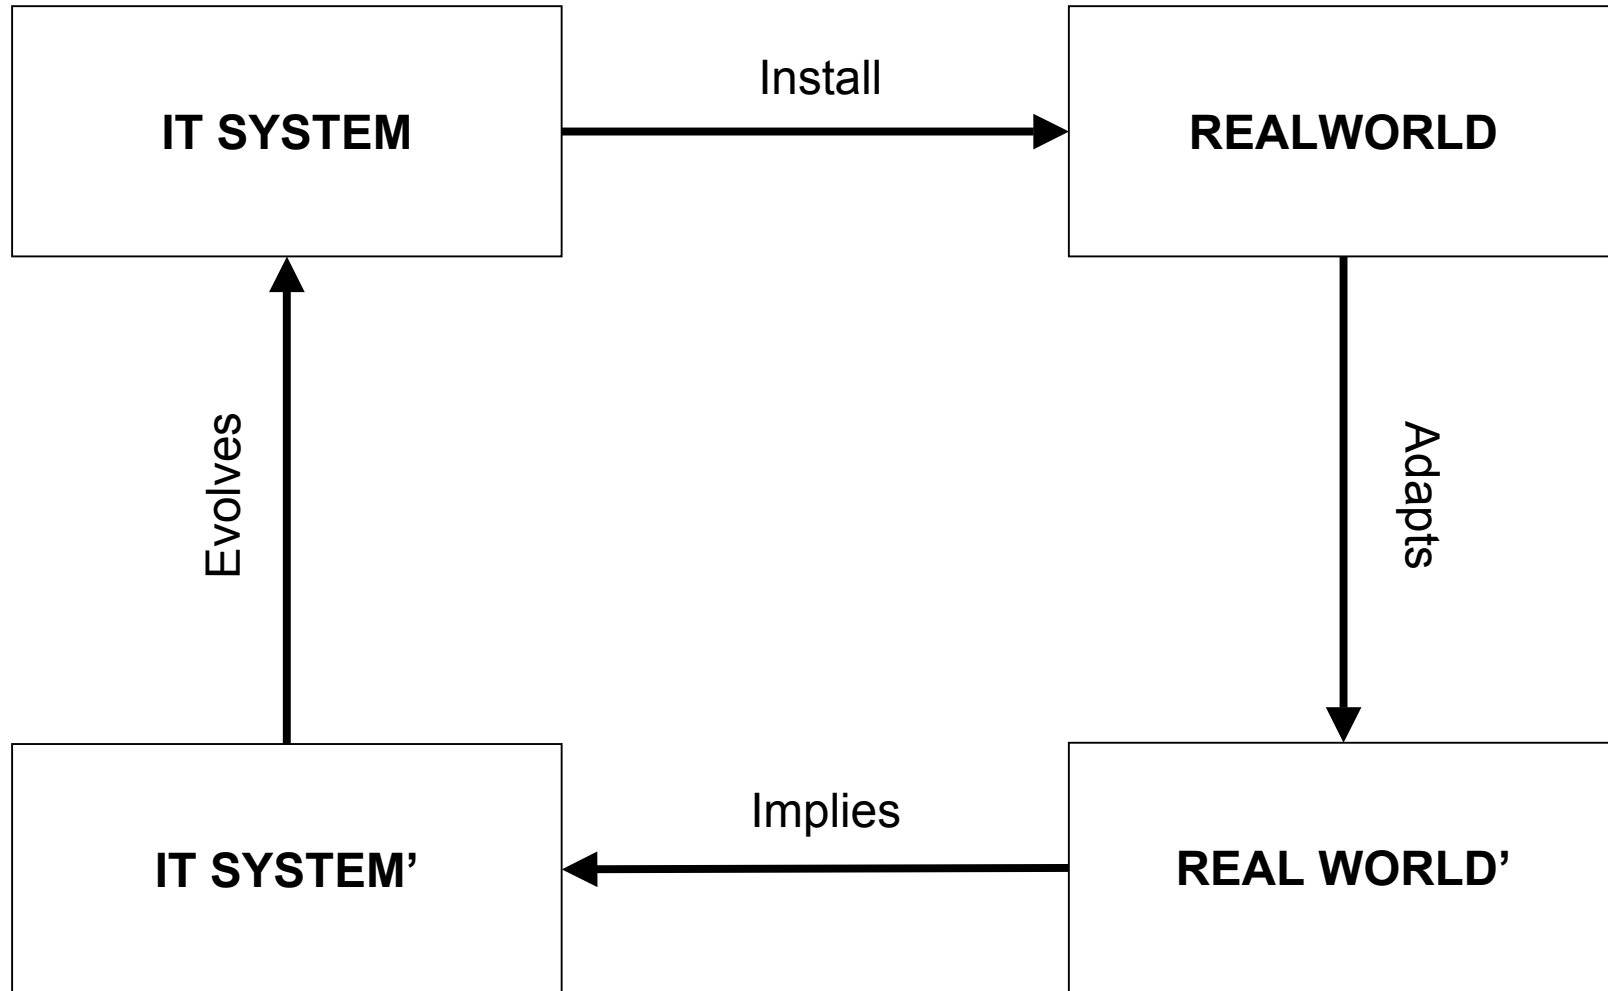 Install
IT SYSTEM
REALWORLD
Evolves
Adapts
Implies
IT SYSTEM’
REAL WORLD’